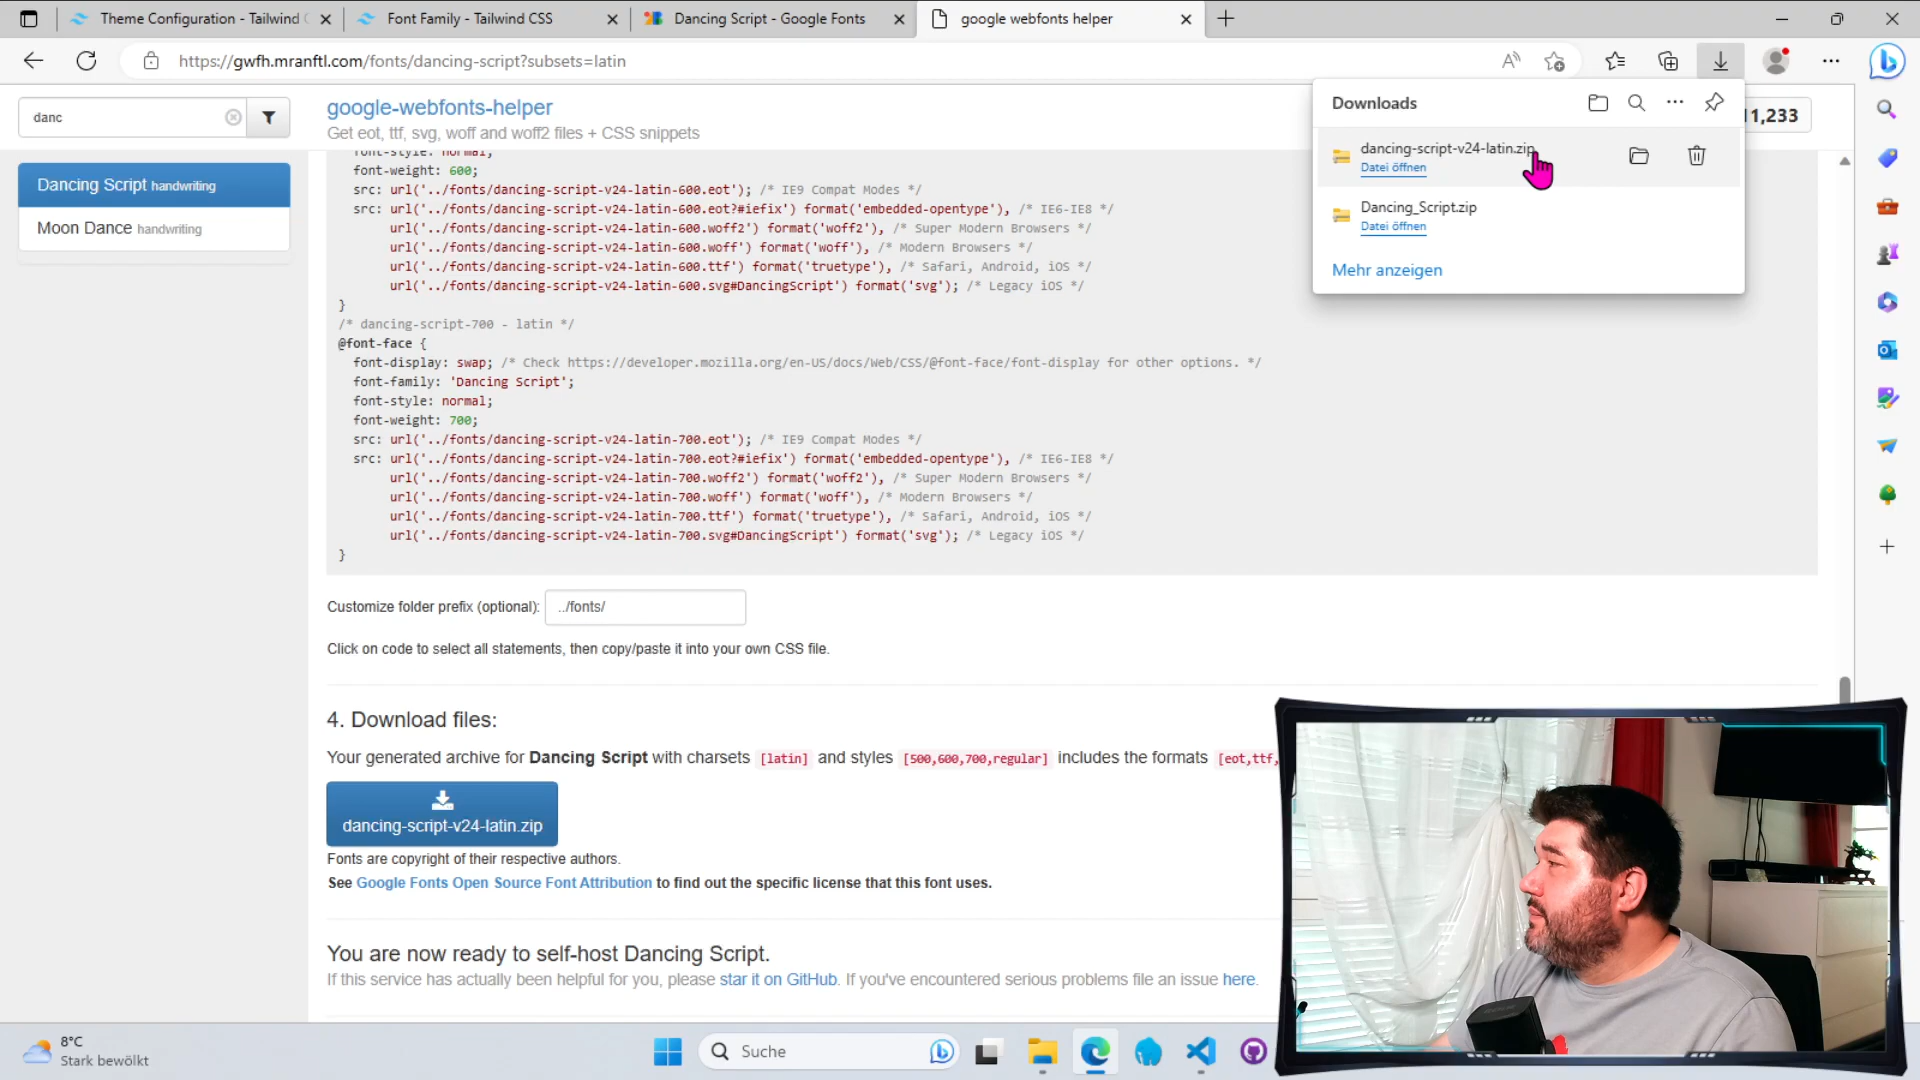 Theme Configuration - Tailwind C
Font Family - Tailwind CSS
Dancing Script - Google Fonts
google webfonts helper
https://gwfh.mranftl.com/fonts/dancing-script?subsets=latin
danc
Dancing Script handwriting
Moon Dance handwriting
google-webfonts-helper
Get eot, ttf, svg, woff and woff2 files + CSS snippets
11,233
Downloads
dancing-script-v24-latin.zip
Datei öffnen
Dancing_Script.zip
Datei öffnen
Mehr anzeigen
font-style: normal;
font-weight: 600;
src: url('../fonts/dancing-script-v24-latin-600.eot'); /* IE9 Compat Modes */
src: url('../fonts/dancing-script-v24-latin-600.eot?#iefix') format('embedded-opentype'), /* IE6-IE8 */
url('../fonts/dancing-script-v24-latin-600.woff2') format('woff2'), /* Super Modern Browsers */
url('../fonts/dancing-script-v24-latin-600.woff') format('woff'), /* Modern Browsers */
url('../fonts/dancing-script-v24-latin-600.ttf') format('truetype'), /* Safari, Android, iOS */
url('../fonts/dancing-script-v24-latin-600.svg#DancingScript') format('svg'); /* Legacy iOS */
}
/* dancing-script-700 - latin */
@font-face {
font-display: swap; /* Check https://developer.mozilla.org/en-US/docs/Web/CSS/@font-face/font-display for other options. */
font-family: 'Dancing Script';
font-style: normal;
font-weight: 700;
src: url('../fonts/dancing-script-v24-latin-700.eot'); /* IE9 Compat Modes */
src: url('../fonts/dancing-script-v24-latin-700.eot?#iefix') format('embedded-opentype'), /* IE6-IE8 */
url('../fonts/dancing-script-v24-latin-700.woff2') format('woff2'), /* Super Modern Browsers */
url('../fonts/dancing-script-v24-latin-700.woff') format('woff'), /* Modern Browsers */
url('../fonts/dancing-script-v24-latin-700.ttf') format('truetype'), /* Safari, Android, iOS */
url('../fonts/dancing-script-v24-latin-700.svg#DancingScript') format('svg'); /* Legacy iOS */
}
Customize folder prefix (optional): ../fonts/
Click on code to select all statements, then copy/paste it into your own CSS file.
4. Download files:
Your generated archive for Dancing Script with charsets [latin] and styles [500,600,700,regular] includes the formats [eot,ttf,
dancing-script-v24-latin.zip
Fonts are copyright of their respective authors.
See Google Fonts Open Source Font Attribution to find out the specific license that this font uses.
You are now ready to self-host Dancing Script.
If this service has actually been helpful for you, please star it on GitHub. If you've encountered serious problems file an issue here.
8°C
Stark bewölkt
Suche